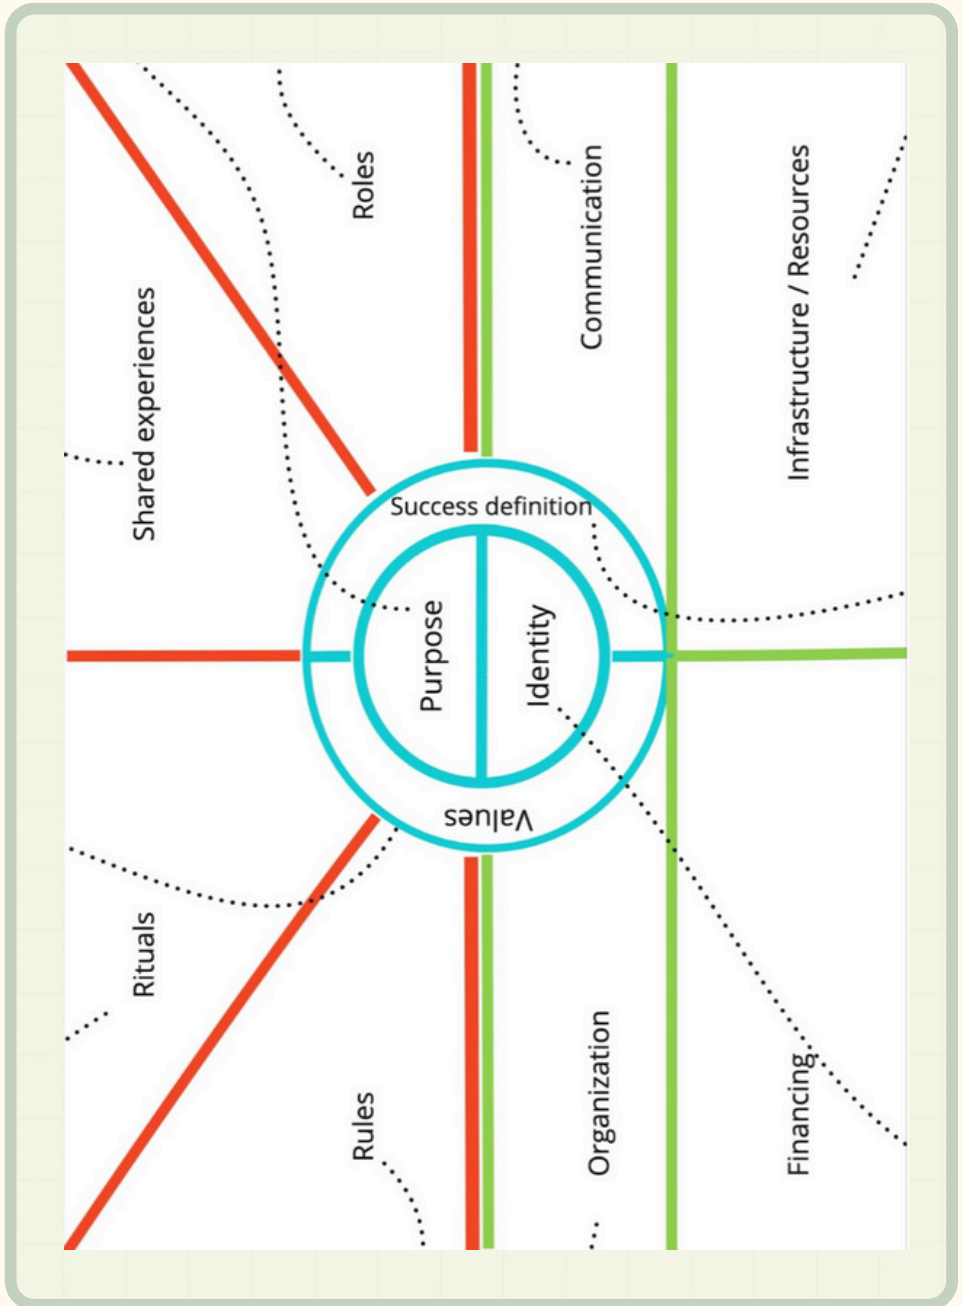 Shared experiences
Roles
Communication
Infrastructure / Resources
Success definition
Purpose
Identity
Values
Rituals
Rules
Organization
Financing